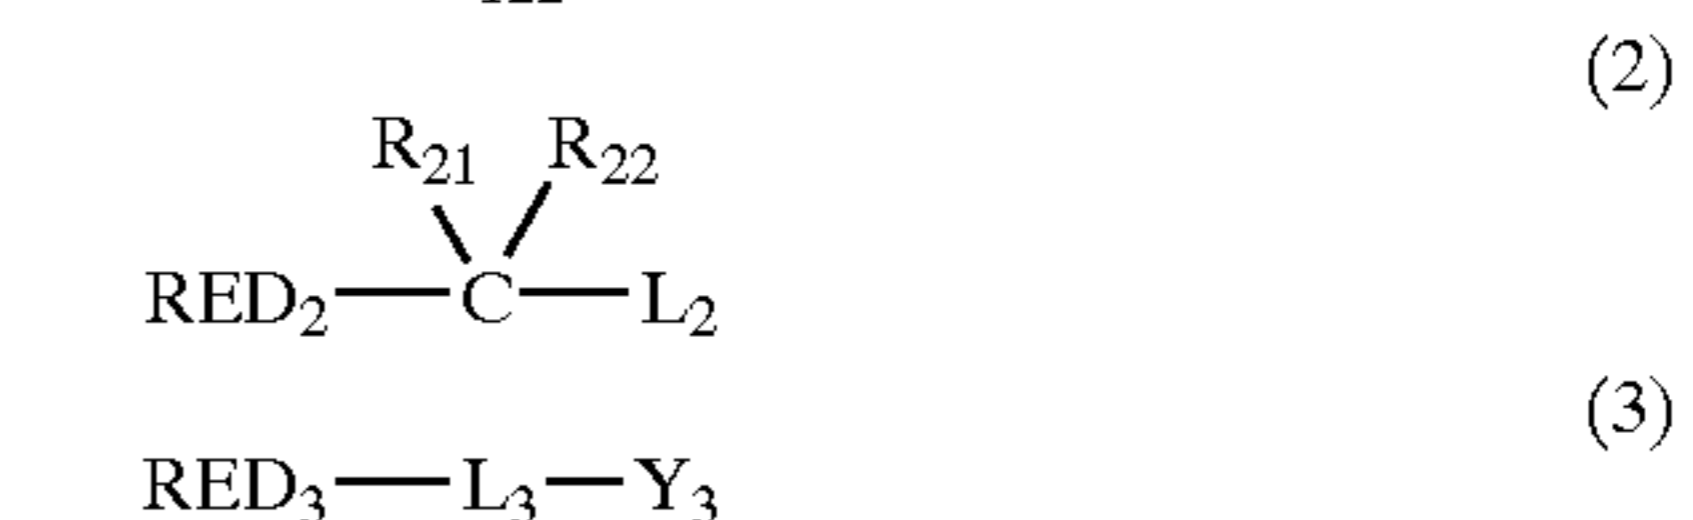 (2)
R21 R22
RED2—C—L2
(3)
RED3—L3—Y3